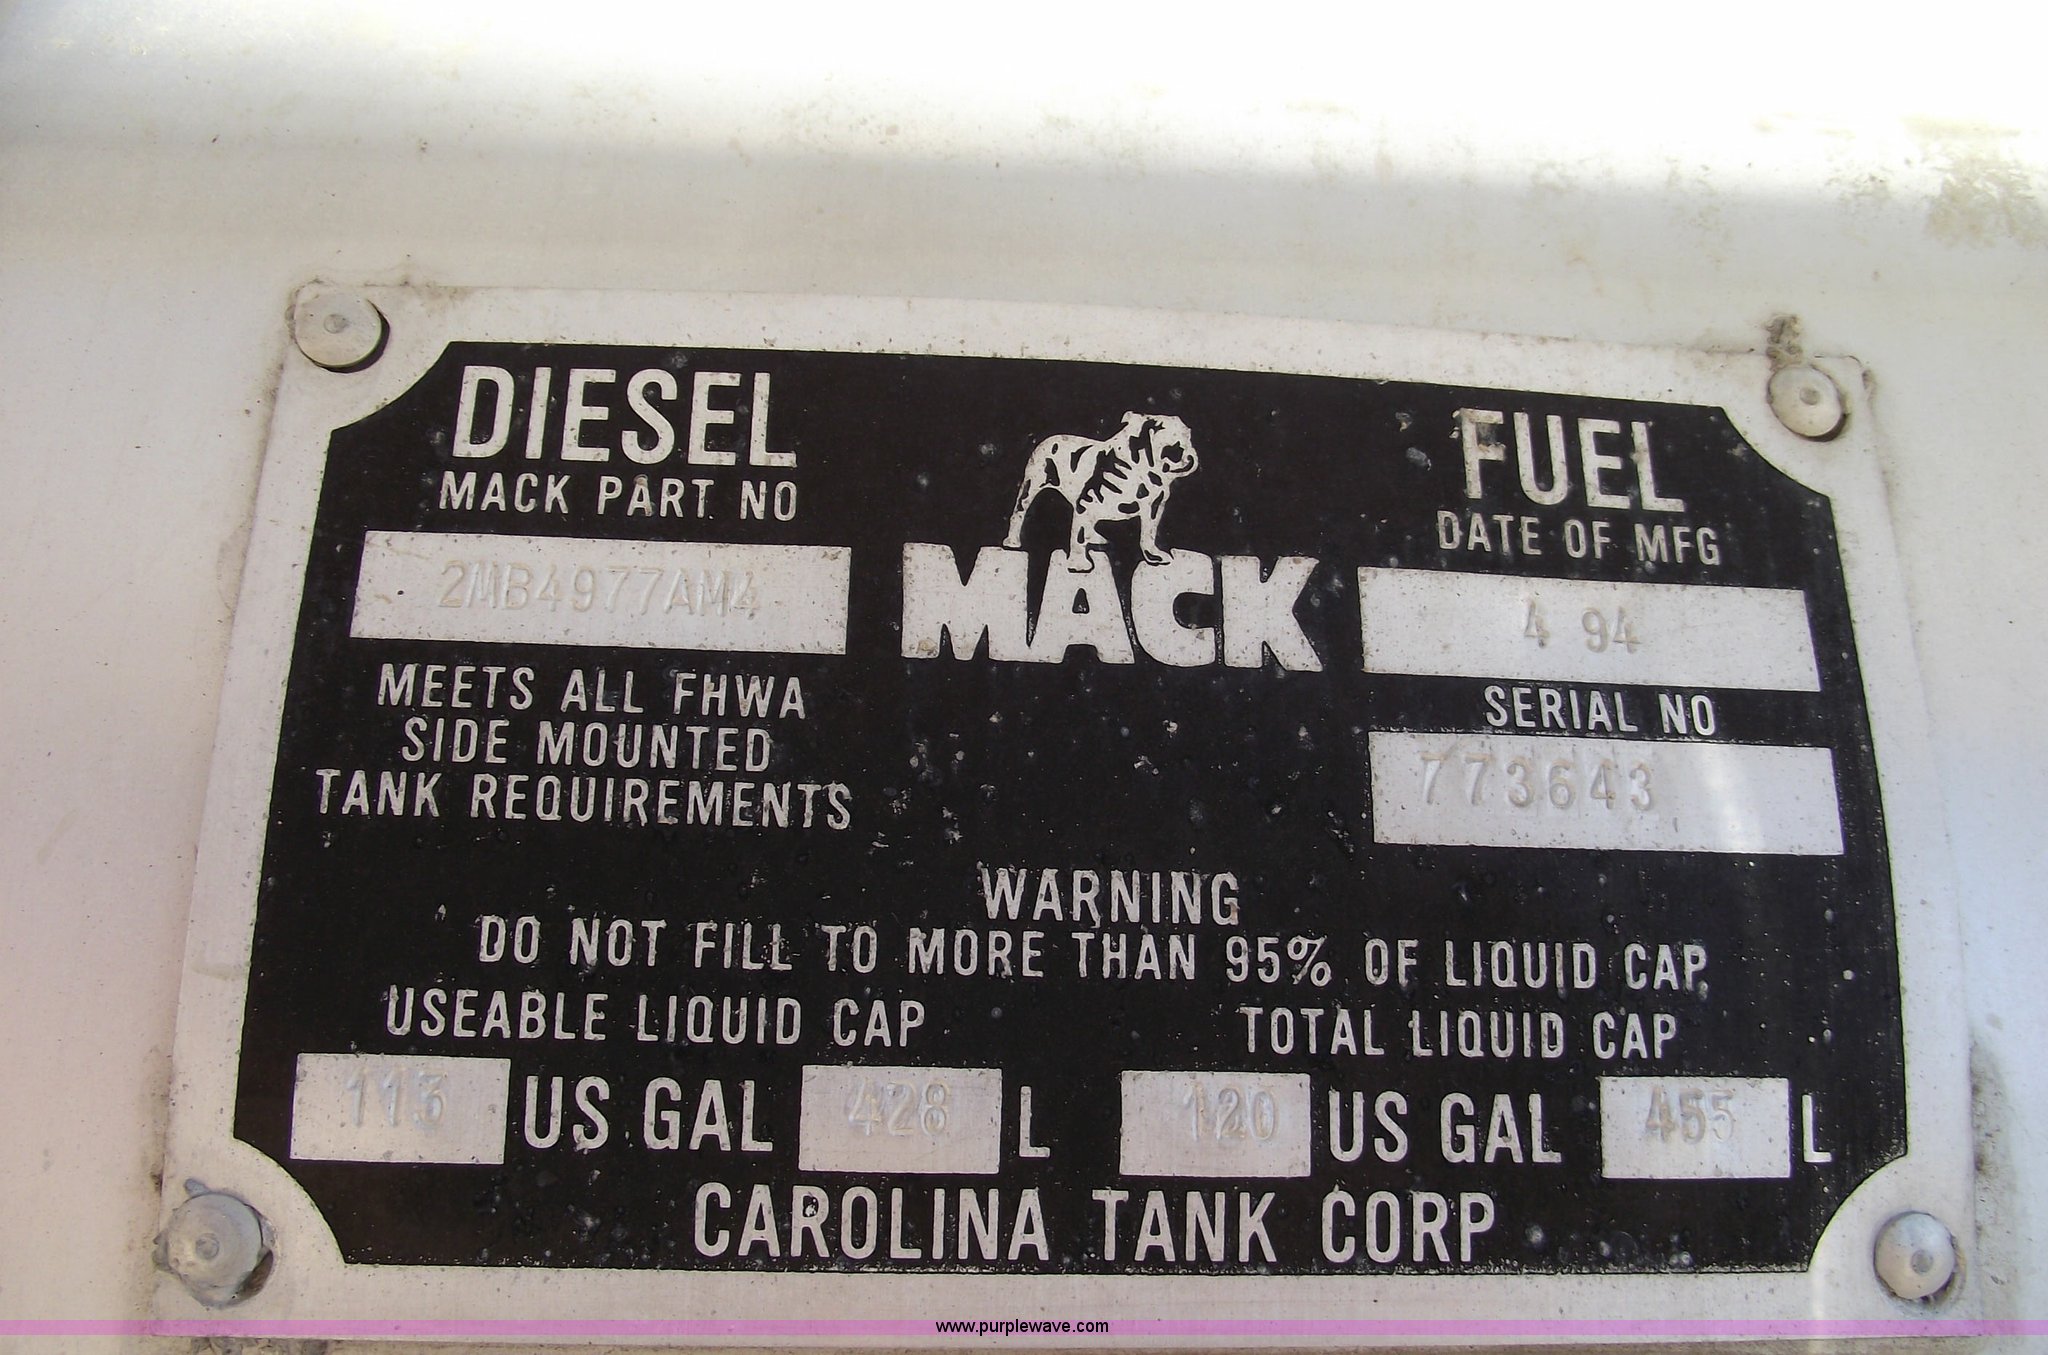 DIESEL
FUEL
MACK PART NO
DATE OF MFG
2MB4977AM4
MACK
4 94
MEETS ALL FHWA
SIDE MOUNTED
TANK REQUIREMENTS
SERIAL NO
773643
WARNING
DO NOT FILL TO MORE THAN 95% OF LIQUID CAP.
USEABLE LIQUID CAP
TOTAL LIQUID CAP
113 US GAL 428 L
120 US GAL 455 L
CAROLINA TANK CORP
www.purplewave.com